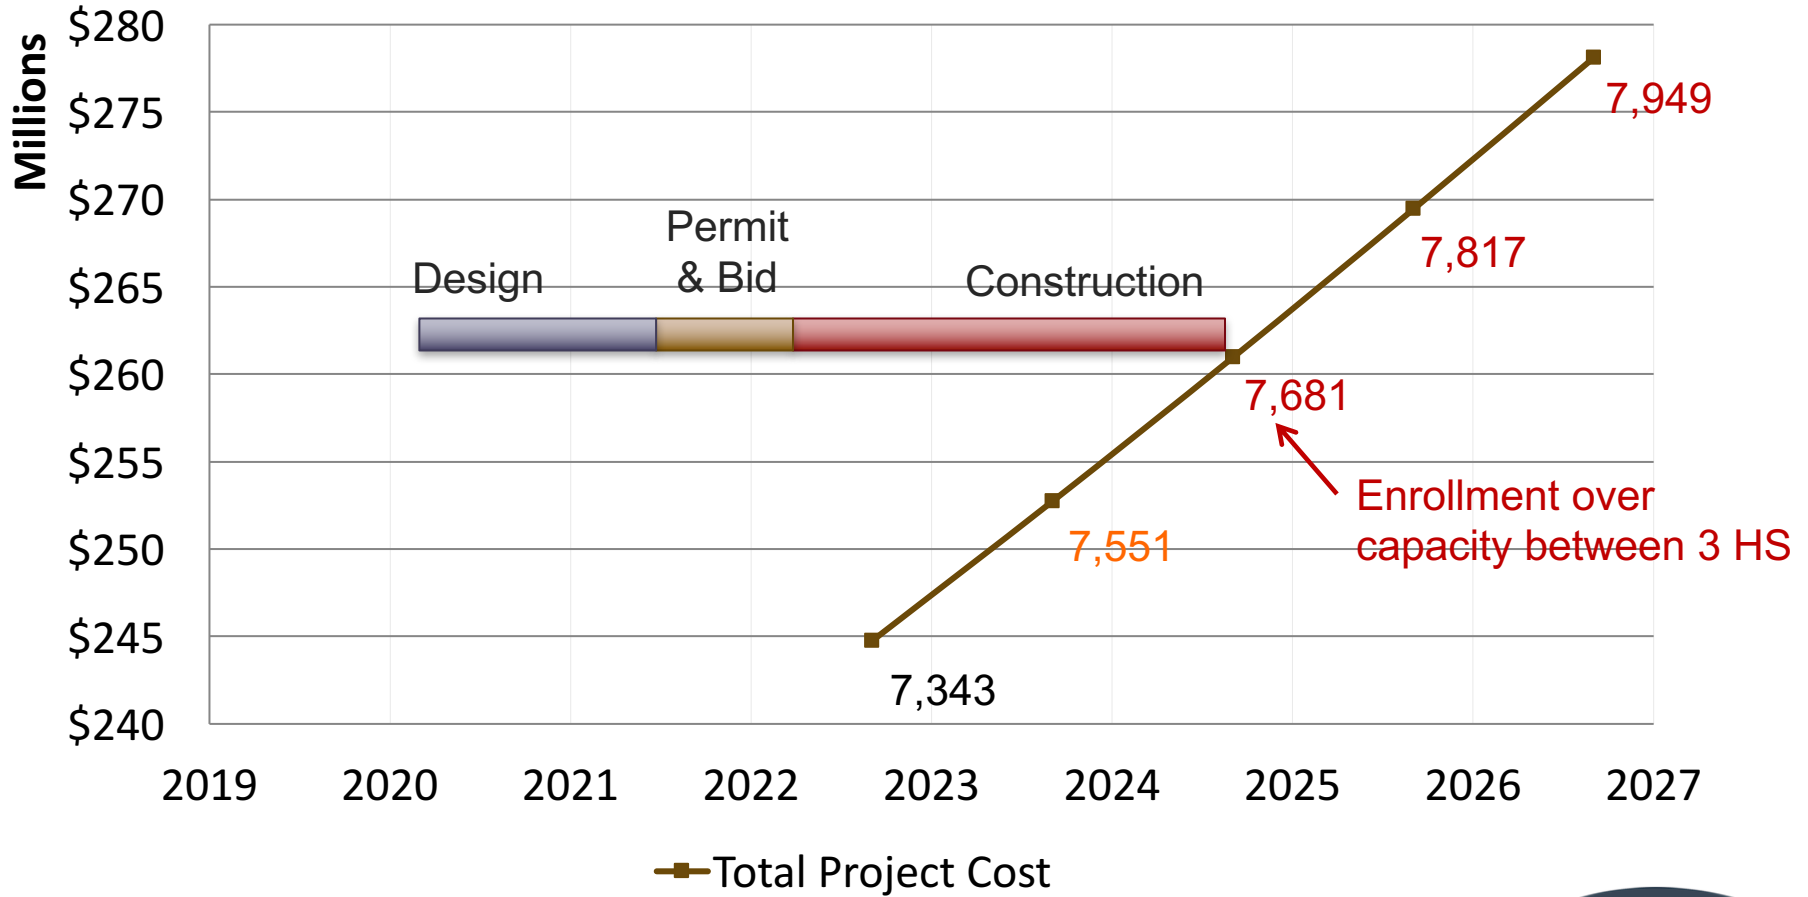 Millions
$280
$275
$270
$265
$260
$255
$250
$245
$240
Design
Permit
& Bid
Construction
7,949
7,817
7,681
Enrollment over
capacity between 3 HS
7,551
7,343
2019 2020 2021 2022 2023 2024 2025 2026 2027
Total Project Cost